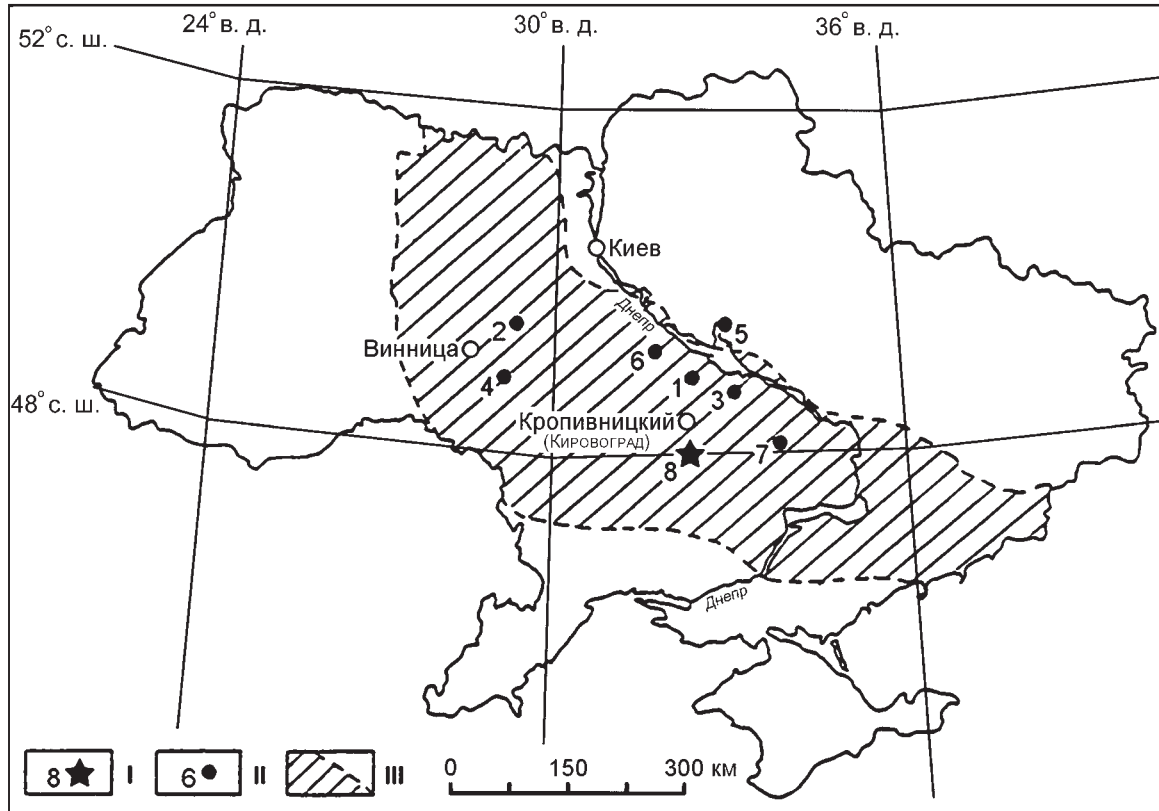 24° в. д.
30° в. д.
36° в. д.
52° с. ш.
Киев
Днепр
2
5
Винница
6
4
1
3
48° с. ш.
Кропивницкий
(Кировоград)
7
8
Днепр
8 I
6 II
III
0 150 300 км